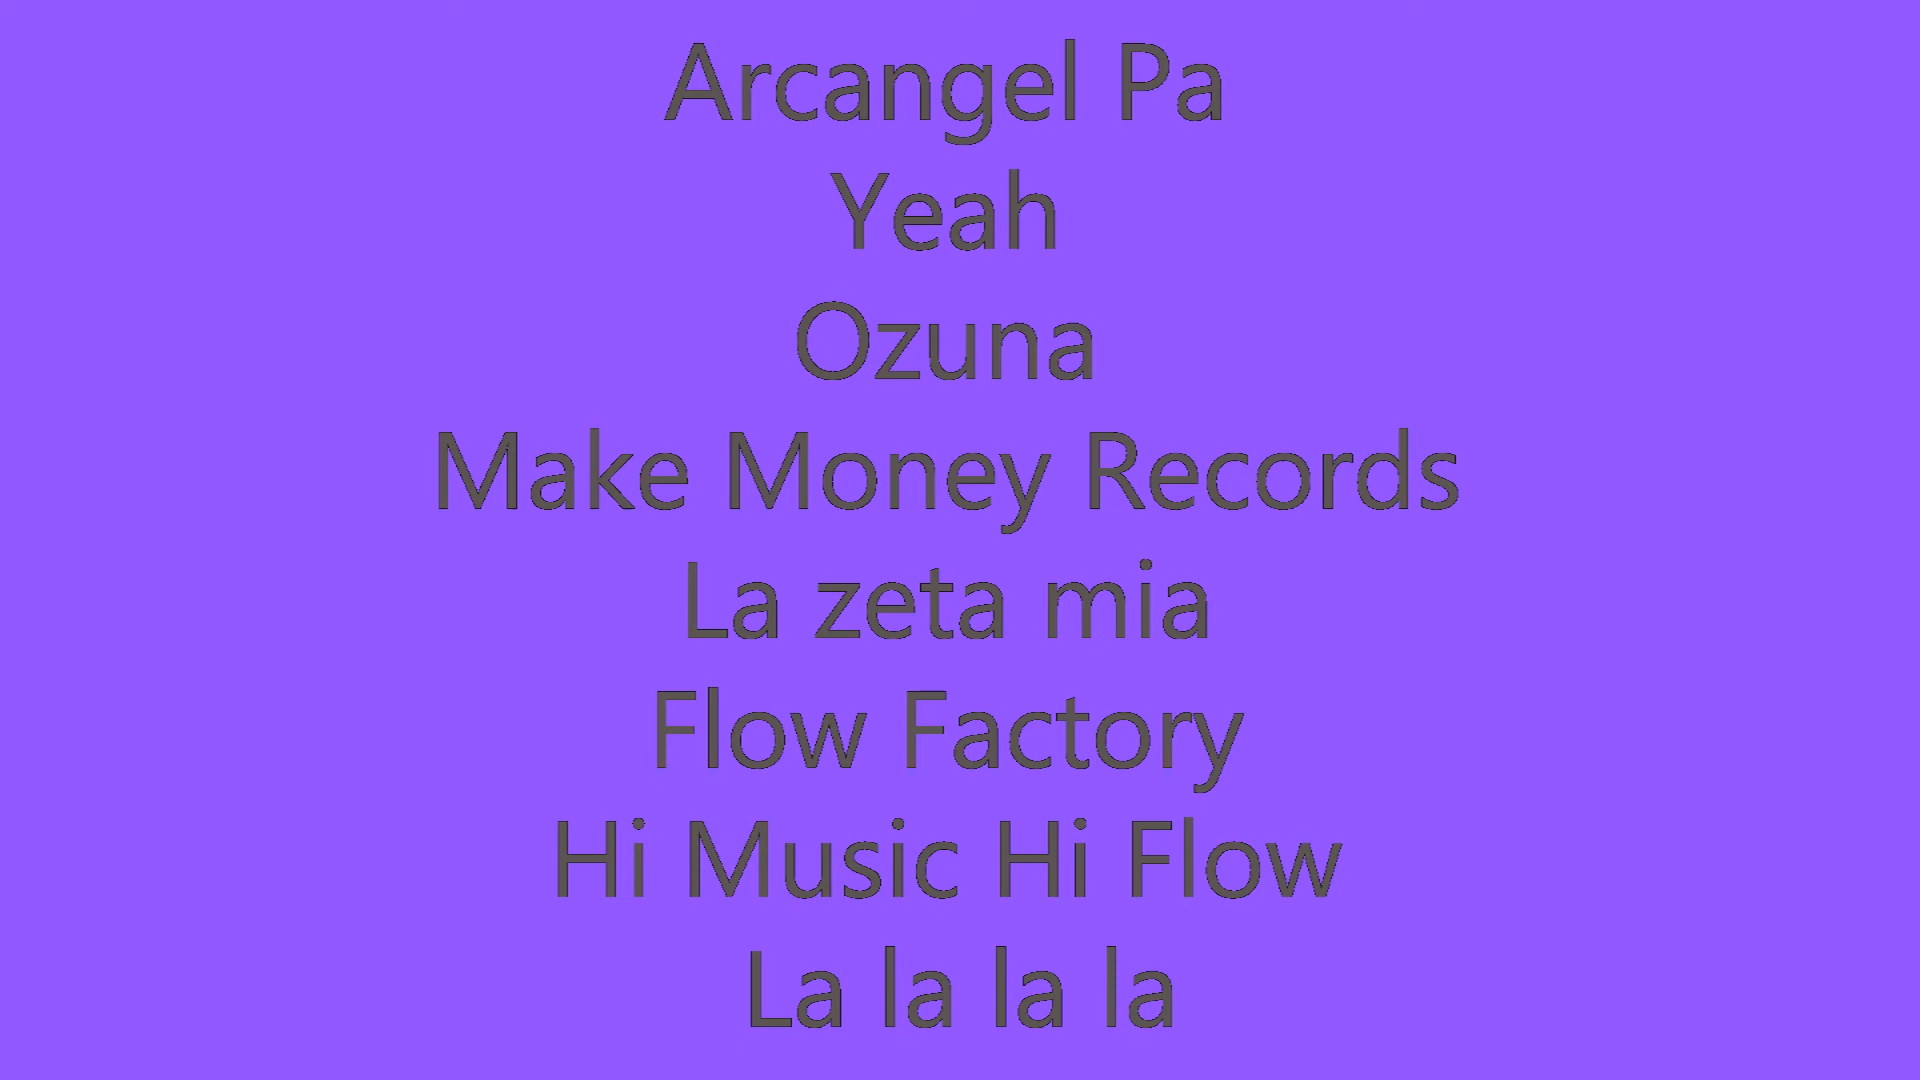 Arcangel Pa
Yeah
Ozuna
Make Money Records
La zeta mia
Flow Factory
Hi Music Hi Flow
La la la la